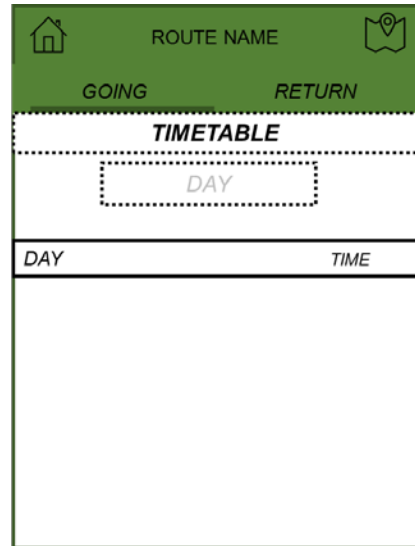 ROUTE NAME
GOING RETURN
TIMETABLE
DAY
DAY TIME